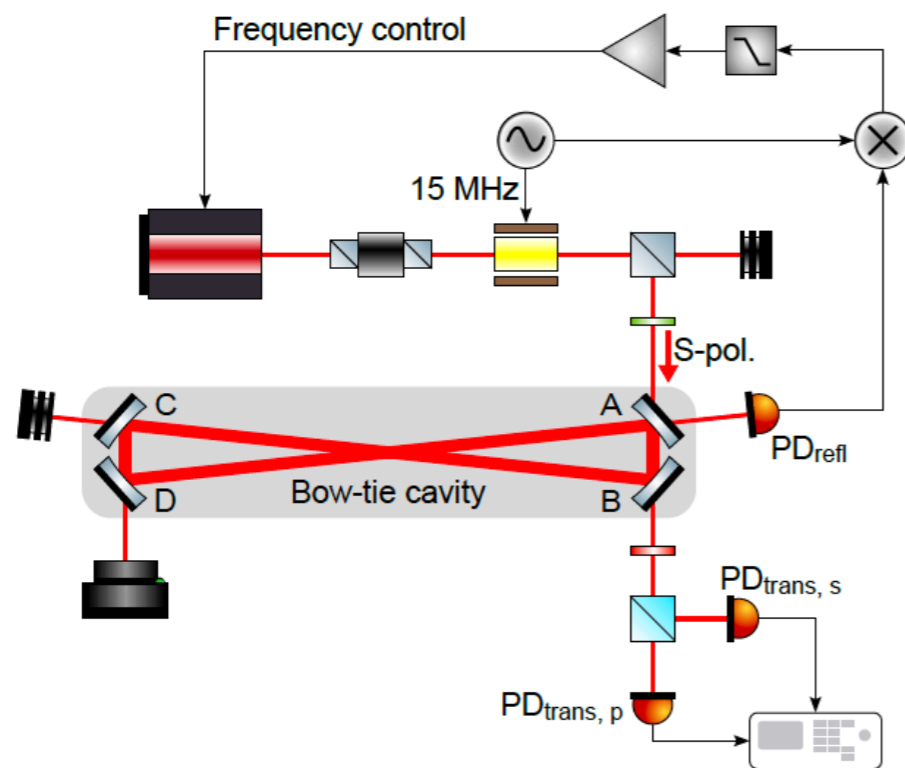 Frequency control
15 MHz
S-pol.
C
A
PDrefl
D
B
Bow-tie cavity
PDtrans, s
PDtrans, p